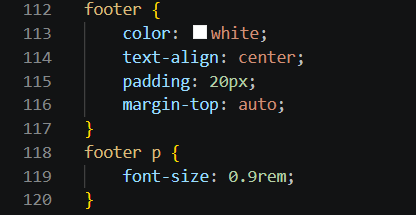 112 footer {
113 color: white;
114 text-align: center;
115 padding: 20px;
116 margin-top: auto;
117 }
118 footer p {
119 font-size: 0.9rem;
120 }